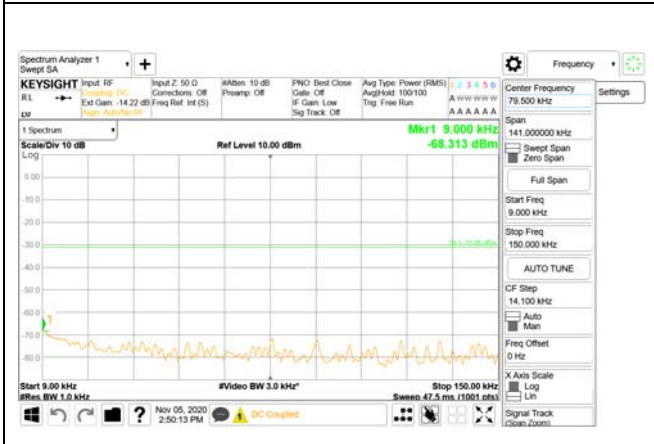 Spectrum Analyzer 1
Swept SA
+
Frequency
KEYSIGHT
RL
Input: RF
Coupling: DC
Ext Gain: -14.22 dB
Align: Auto/No RF
Input Z: 50 Ω
Corrections: Off
Freq Ref: Int (S)
#Atten: 10 dB
Preamp: Off
PNO: Best Close
Gate: Off
IF Gain: Low
Sig Track: Off
Avg Type: Power (RMS)
Avg|Hold: 100/100
Trig: Free Run
1 2 3 4 5 6
A W W W W W
A A A A A A
Center Frequency
79.500 kHz
Settings
Span
141.000000 kHz
Swept Span
Zero Span
Full Span
Start Freq
9.000 kHz
Stop Freq
150.000 kHz
AUTO TUNE
CF Step
14.100 kHz
Auto
Man
Freq Offset
0 Hz
X Axis Scale
Log
Lin
Signal Track
(Span Zoom)
1 Spectrum
Scale/Div 10 dB
Log
Ref Level 10.00 dBm
Mkr1 9.000 kHz
-68.313 dBm
0.00
-10.0
-20.0
-30.0
-40.0
-50.0
-60.0
-70.0
-80.0
1
Start 9.00 kHz
#Res BW 1.0 kHz
#Video BW 3.0 kHz*
Stop 150.00 kHz
Sweep 47.5 ms (1001 pts)
?
Nov 05, 2020
2:50:13 PM
DC Coupled